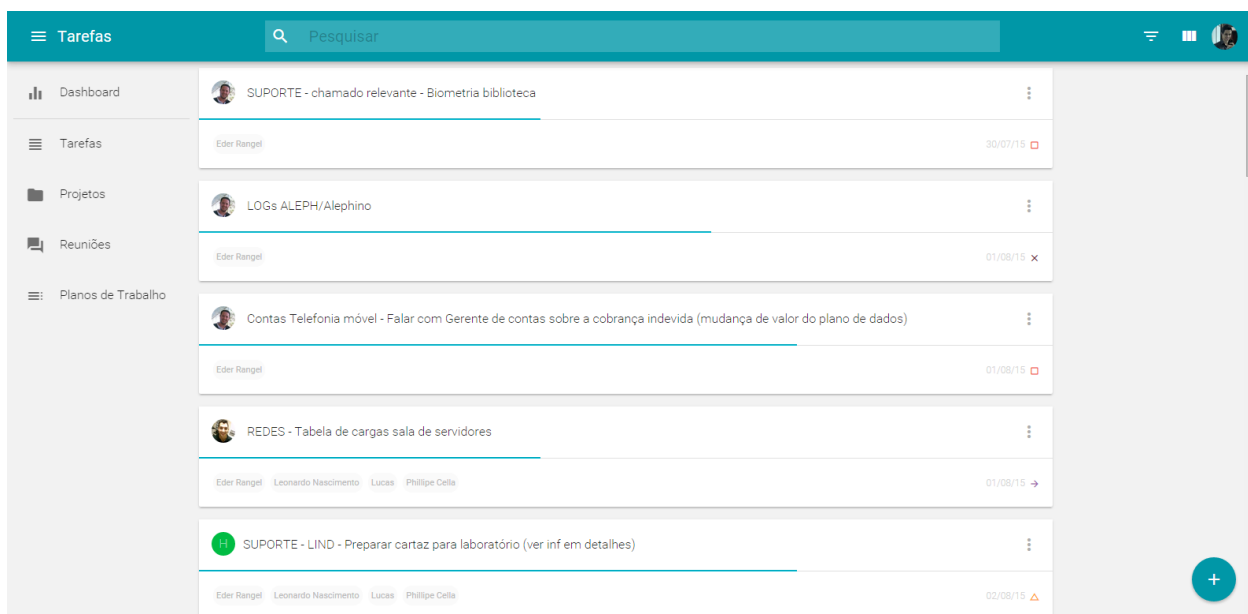 Tarefas
Pesquisar
Dashboard
Tarefas
Projetos
Reuniões
Planos de Trabalho
SUPORTE - chamado relevante - Biometria biblioteca
Eder Rangel 30/07/15
LOGs ALEPH/Alephino
Eder Rangel 01/08/15
Contas Telefonia móvel - Falar com Gerente de contas sobre a cobrança indevida (mudança de valor do plano de dados)
Eder Rangel 01/08/15
REDES - Tabela de cargas sala de servidores
Eder Rangel Leonardo Nascimento Lucas Phillipe Cella 01/08/15
H SUPORTE - LIND - Preparar cartaz para laboratório (ver inf em detalhes)
Eder Rangel Leonardo Nascimento Lucas Phillipe Cella 02/08/15